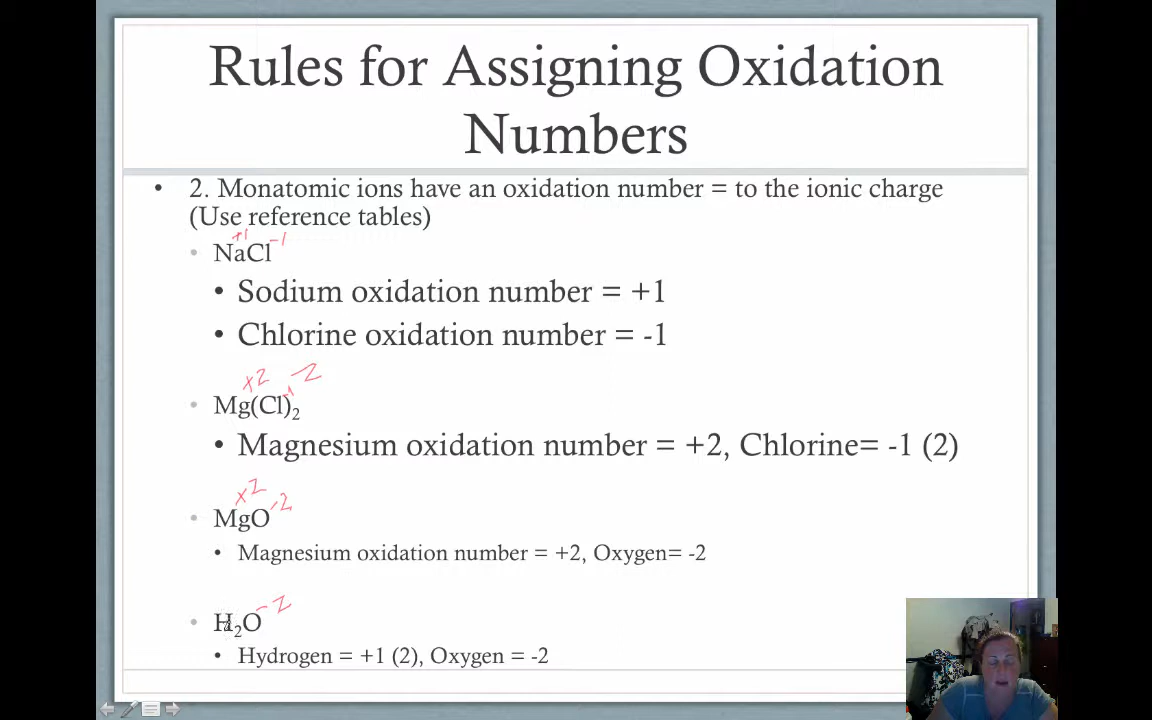 Rules for Assigning Oxidation
Numbers
• 2. Monatomic ions have an oxidation number = to the ionic charge
(Use reference tables)
+1 -1
• NaCl
• Sodium oxidation number = +1
• Chlorine oxidation number = -1
+2 -2
-1
• Mg(Cl)₂
• Magnesium oxidation number = +2, Chlorine= -1 (2)
+2 -2
• MgO
• Magnesium oxidation number = +2, Oxygen= -2
-2
• H₂O
• Hydrogen = +1 (2), Oxygen = -2